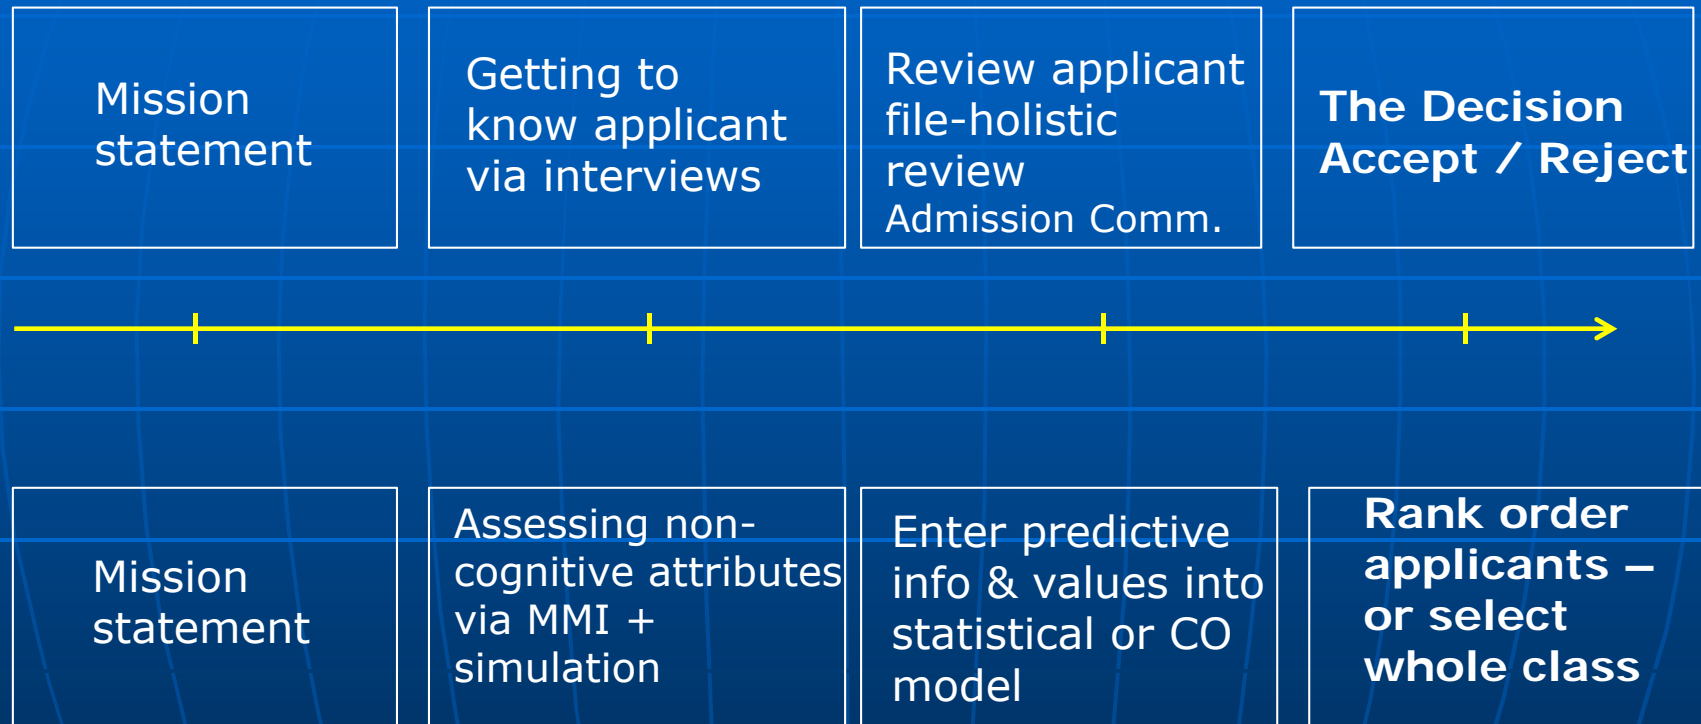 Mission
statement
Getting to
know applicant
via interviews
Review applicant
file-holistic
review
Admission Comm.
The Decision
Accept / Reject
Mission
statement
Assessing non-
cognitive attributes
via MMI +
simulation
Enter predictive
info & values into
statistical or CO
model
Rank order
applicants –
or select
whole class